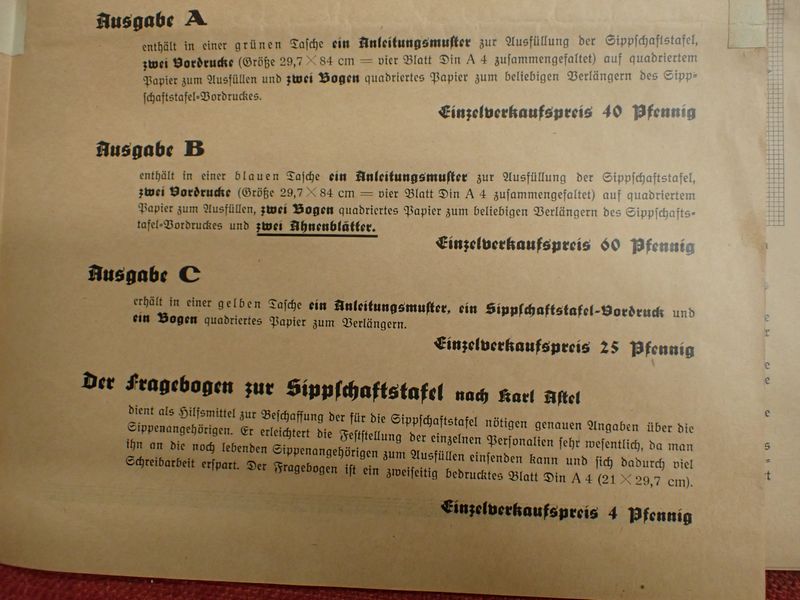 Ausgabe A
enthält in einer grünen Tasche ein Anleitungsmuster zur Ausfüllung der Sippschaftstafel,
zwei Vordrucke (Größe 29,7 × 84 cm = vier Blatt Din A 4 zusammengefaltet) auf quadriertem
Papier zum Ausfüllen und zwei Bogen quadriertes Papier zum beliebigen Verlängern des Sipp-
schaftstafel-Vordruckes.
Einzelverkaufspreis 40 Pfennig
Ausgabe B
enthält in einer blauen Tasche ein Anleitungsmuster zur Ausfüllung der Sippschaftstafel,
zwei Vordrucke (Größe 29,7 × 84 cm = vier Blatt Din A 4 zusammengefaltet) auf quadriertem
Papier zum Ausfüllen, zwei Bogen quadriertes Papier zum beliebigen Verlängern des Sippschafts-
tafel-Vordruckes und zwei Ahnenblätter.
Einzelverkaufspreis 60 Pfennig
Ausgabe C
erhält in einer gelben Tasche ein Anleitungsmuster, ein Sippschaftstafel-Vordruck und
ein Bogen quadriertes Papier zum Verlängern.
Einzelverkaufspreis 25 Pfennig
Der Fragebogen zur Sippschaftstafel nach Karl Astel
dient als Hilfsmittel zur Beschaffung der für die Sippschaftstafel nötigen genauen Angaben über die
Sippenangehörigen. Er erleichtert die Feststellung der einzelnen Personalien sehr wesentlich, da man
ihn an die noch lebenden Sippenangehörigen zum Ausfüllen einsenden kann und sich dadurch viel
Schreibarbeit erspart. Der Fragebogen ist ein zweiseitig bedrucktes Blatt Din A 4 (21 × 29,7 cm).
Einzelverkaufspreis 4 Pfennig